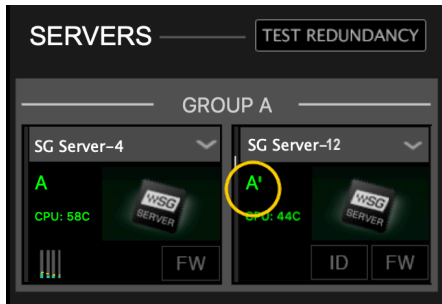 SERVERS
TEST REDUNDANCY
GROUP A
SG Server-4
A
CPU: 58C
WSG
SERVER
FW
SG Server-12
A'
CPU: 44C
WSG
SERVER
ID
FW